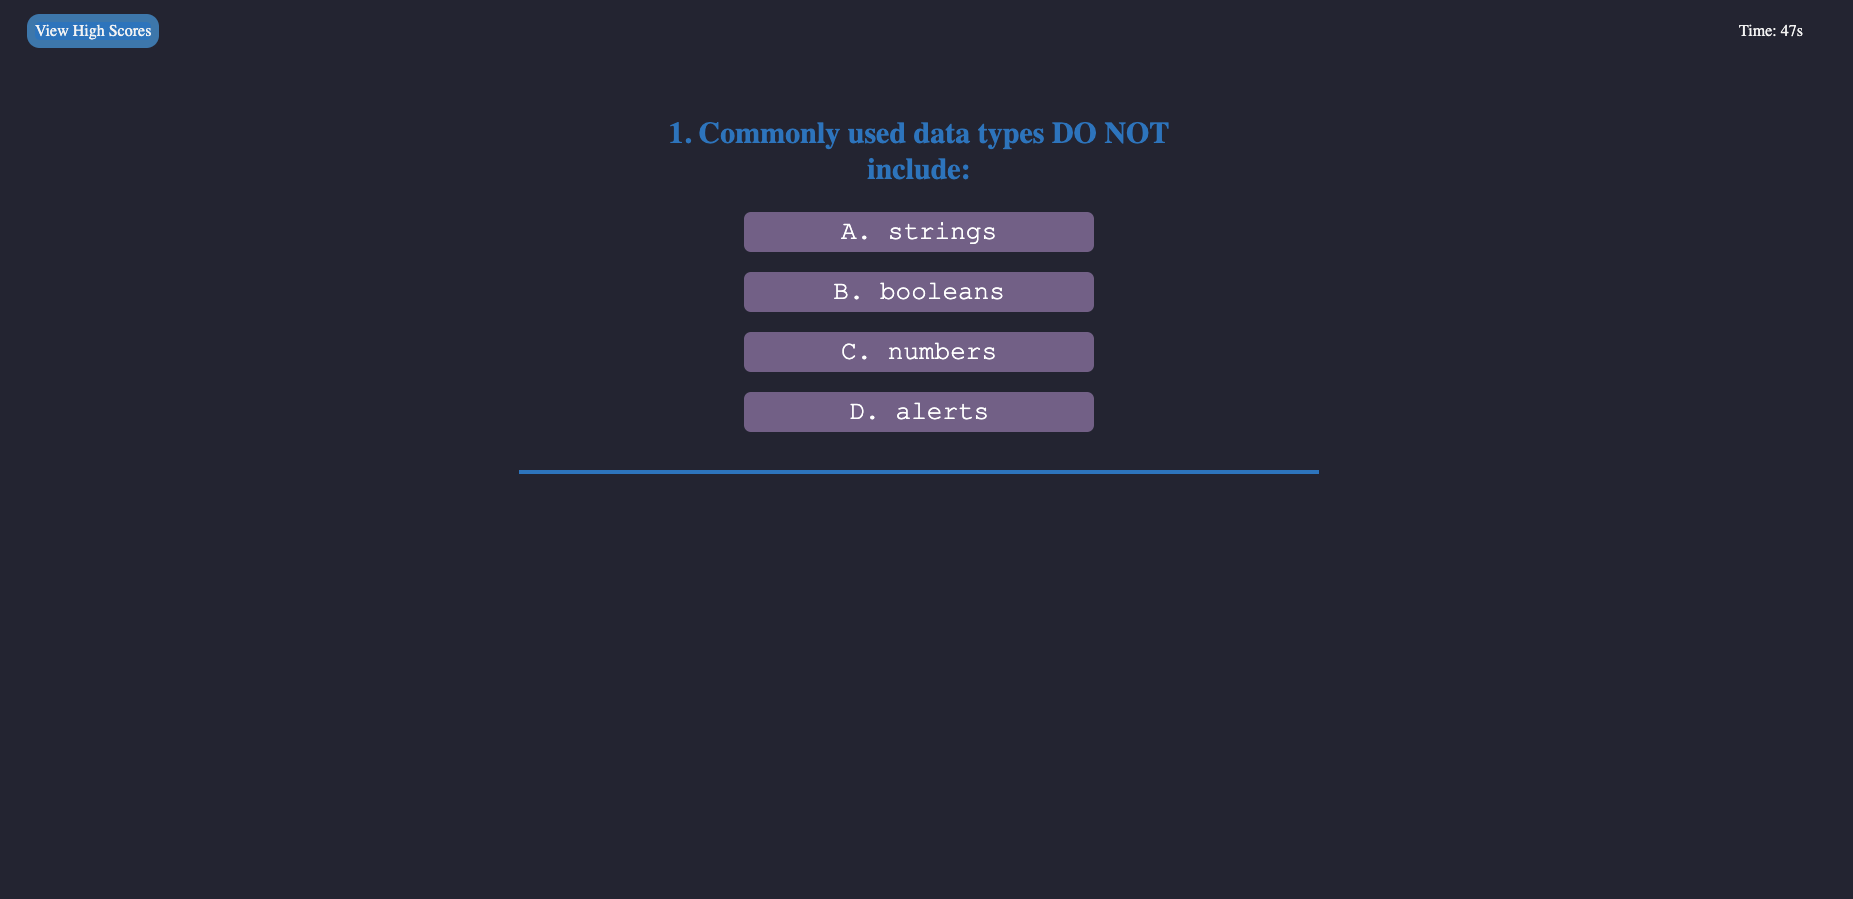 View High Scores
Time: 47s
1. Commonly used data types DO NOT
include:
A. strings
B. booleans
C. numbers
D. alerts